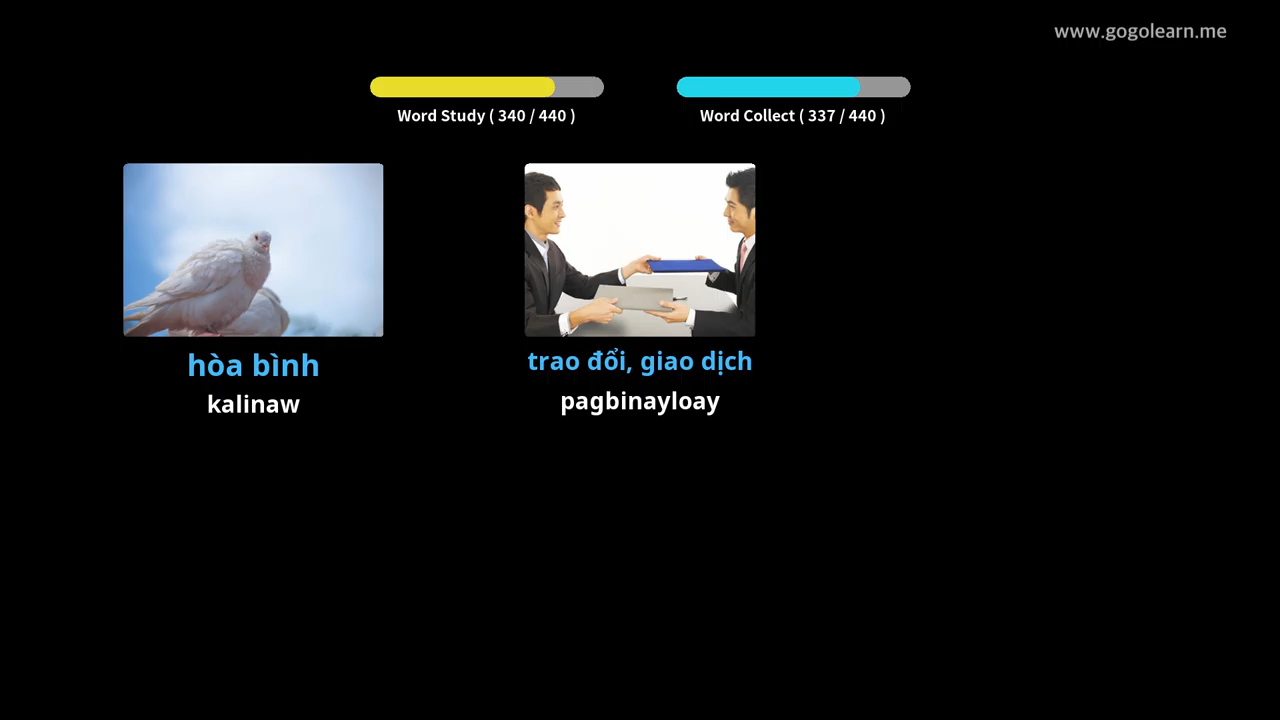 www.gogolearn.me
Word Study ( 340 / 440 )
Word Collect ( 337 / 440 )
hòa bình
kalinaw
trao đổi, giao dịch
pagbinayloay